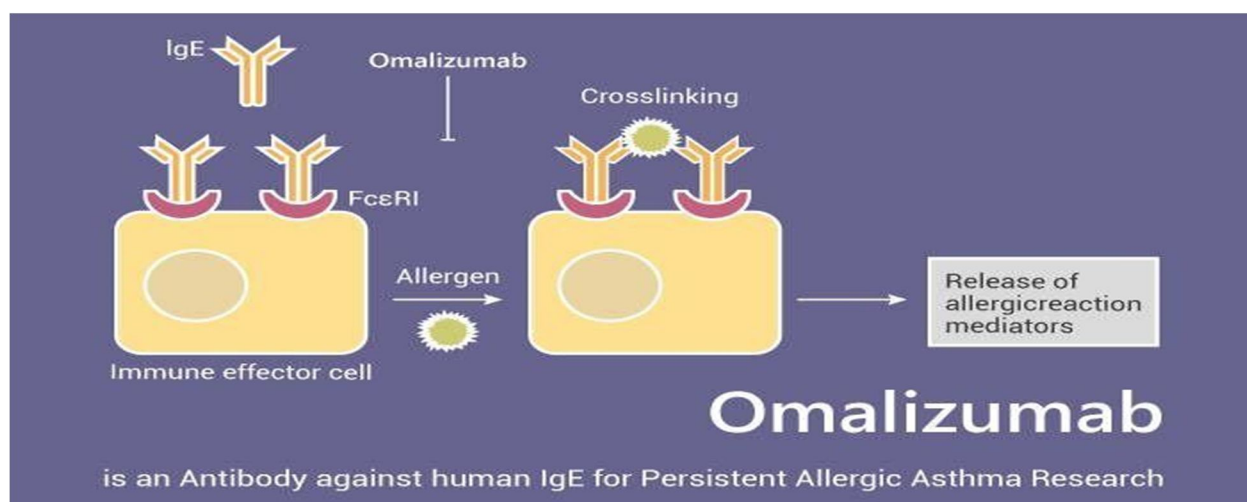 IgE
Omalizumab
Crosslinking
FcεRI
Allergen
Immune effector cell
Release of
allergicreaction
mediators
Omalizumab
is an Antibody against human IgE for Persistent Allergic Asthma Research